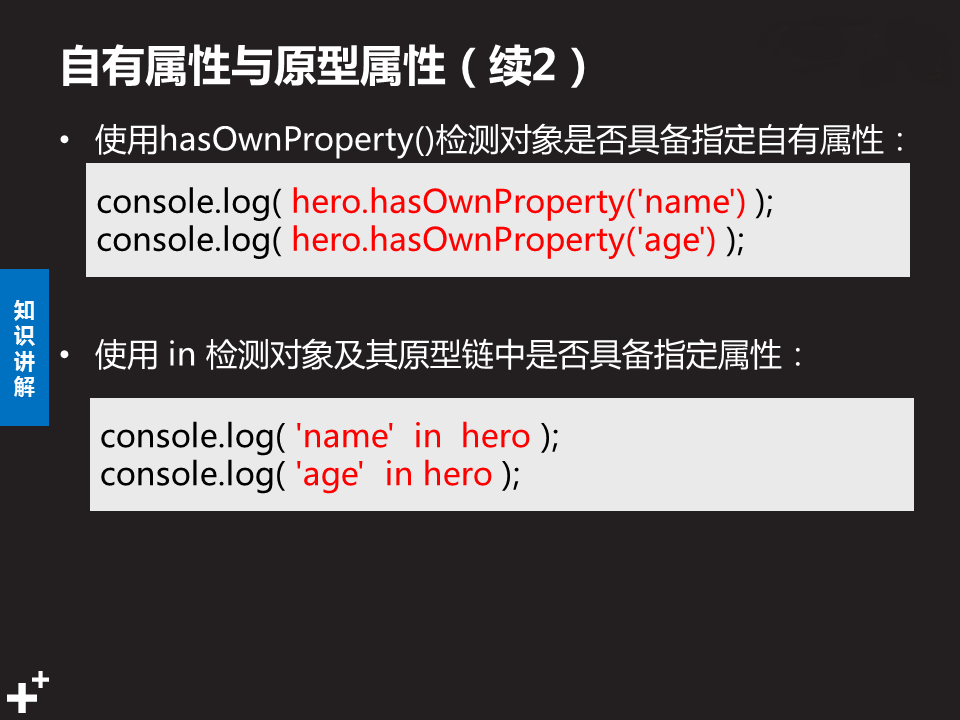 自有属性与原型属性（续2）
• 使用hasOwnProperty()检测对象是否具备指定自有属性：
console.log( hero.hasOwnProperty('name') );
console.log( hero.hasOwnProperty('age') );
知识讲解
• 使用 in 检测对象及其原型链中是否具备指定属性：
console.log( 'name'  in  hero );
console.log( 'age'  in hero );